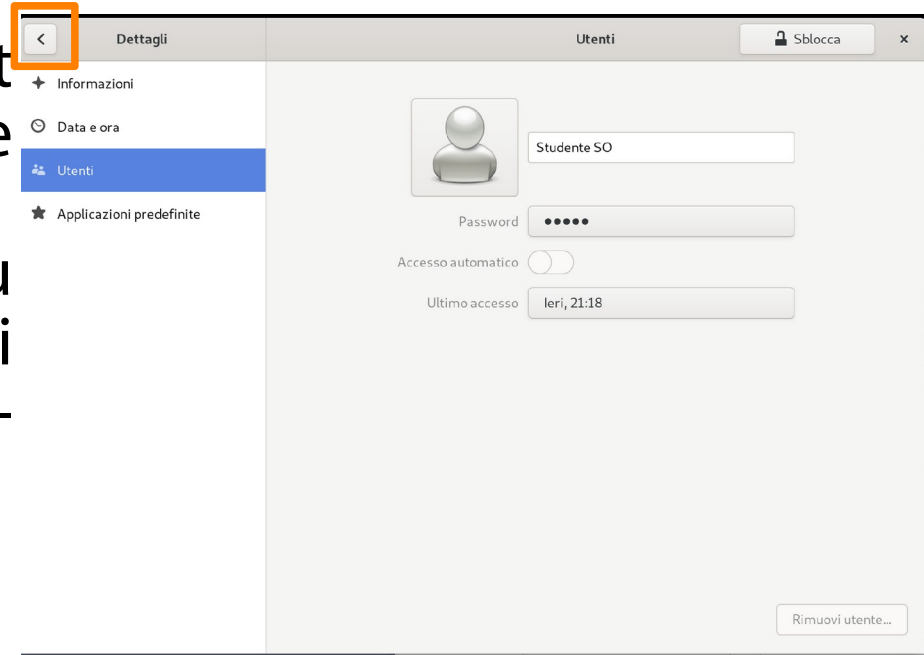 Dettagli
Utenti
Sblocca
Informazioni
Data e ora
Utenti
Applicazioni predefinite
Studente SO
Password •••••
Accesso automatico
Ultimo accesso Ieri, 21:18
Rimuovi utente...